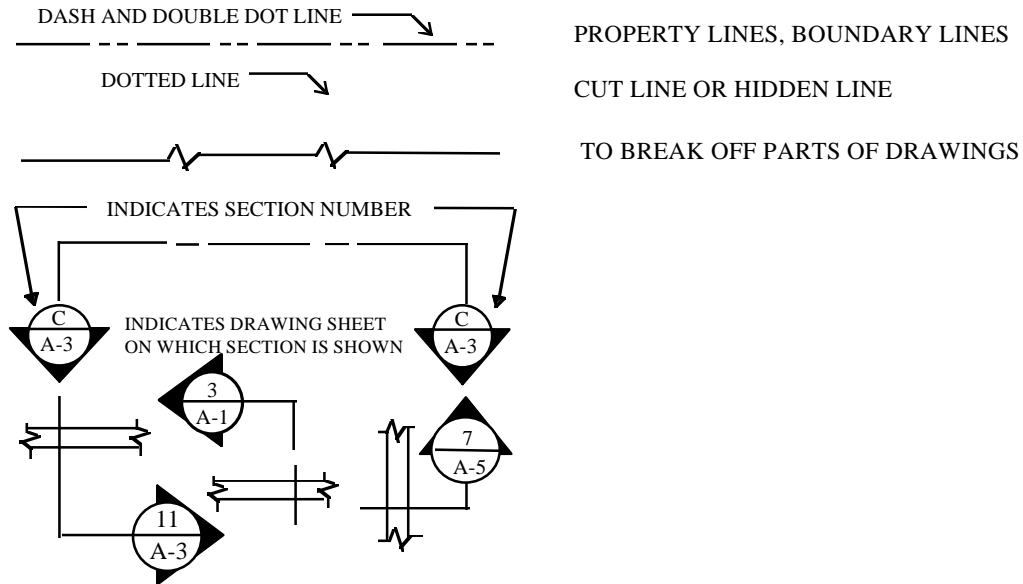 DASH AND DOUBLE DOT LINE
PROPERTY LINES, BOUNDARY LINES
DOTTED LINE
CUT LINE OR HIDDEN LINE
TO BREAK OFF PARTS OF DRAWINGS
INDICATES SECTION NUMBER
C
A-3
INDICATES DRAWING SHEET
ON WHICH SECTION IS SHOWN
C
A-3
3
A-1
7
A-5
11
A-3